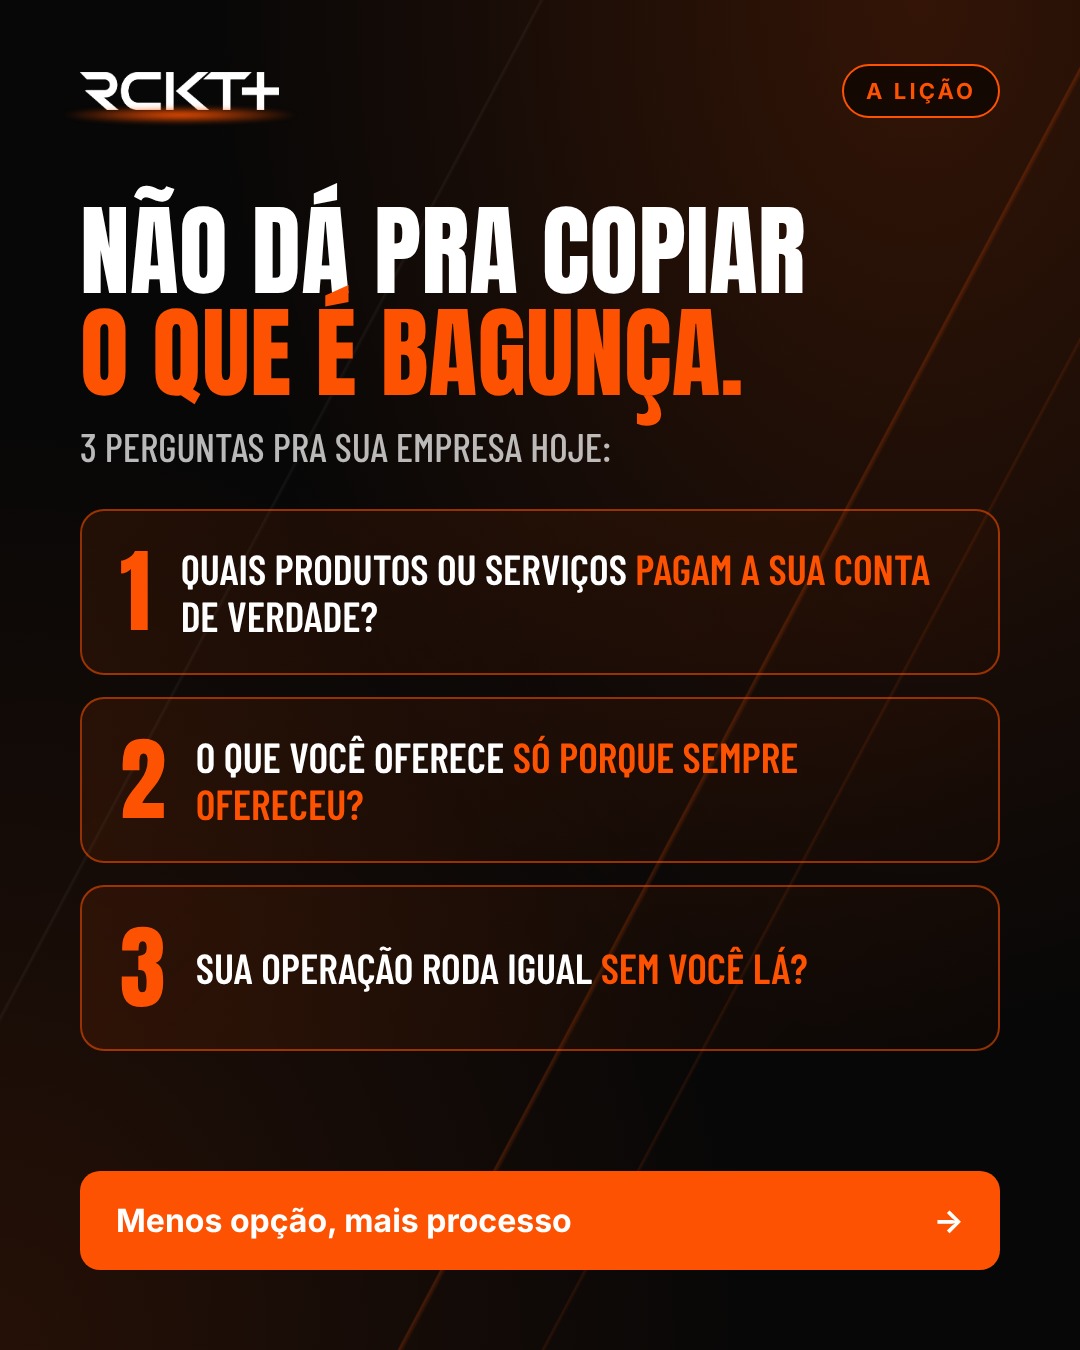 RCKT+
A LIÇÃO
NÃO DÁ PRA COPIAR
O QUE É BAGUNÇA.
3 PERGUNTAS PRA SUA EMPRESA HOJE:
1
QUAIS PRODUTOS OU SERVIÇOS PAGAM A SUA CONTA
DE VERDADE?
2
O QUE VOCÊ OFERECE SÓ PORQUE SEMPRE
OFERECEU?
3
SUA OPERAÇÃO RODA IGUAL SEM VOCÊ LÁ?
Menos opção, mais processo →